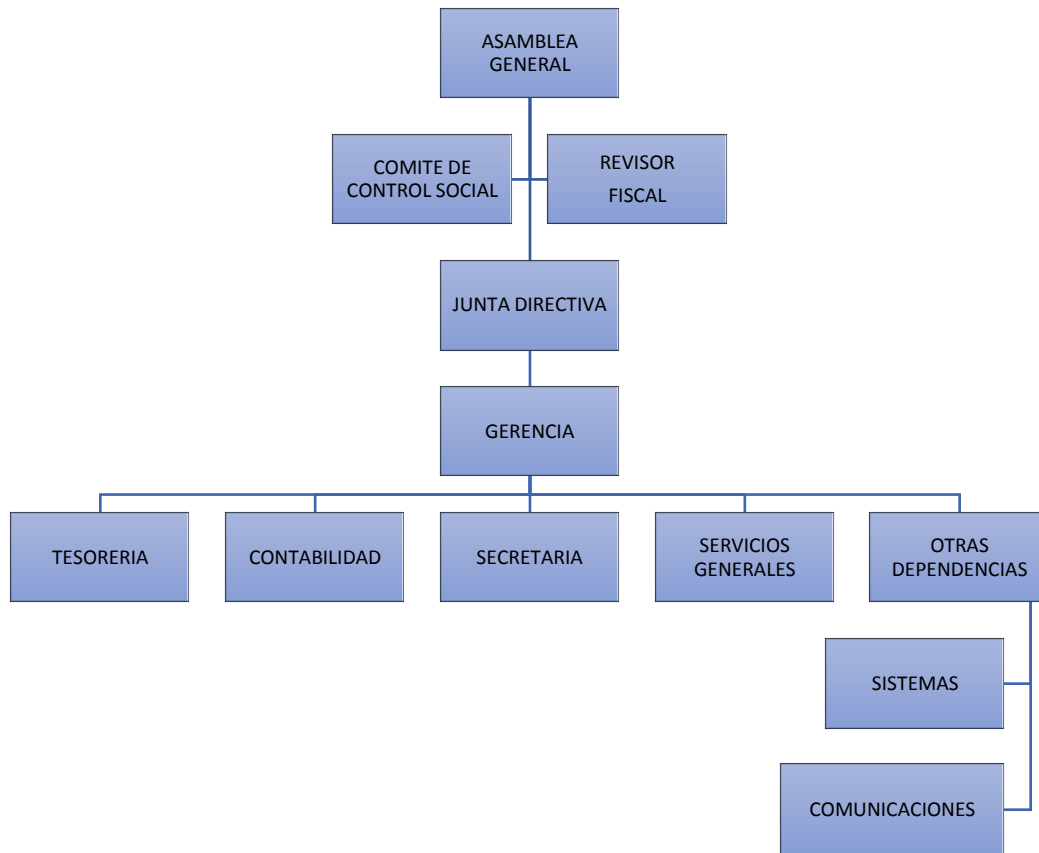 ASAMBLEA
GENERAL
COMITE DE
CONTROL SOCIAL
REVISOR
FISCAL
JUNTA DIRECTIVA
GERENCIA
TESORERIA
CONTABILIDAD
SECRETARIA
SERVICIOS
GENERALES
OTRAS
DEPENDENCIAS
SISTEMAS
COMUNICACIONES